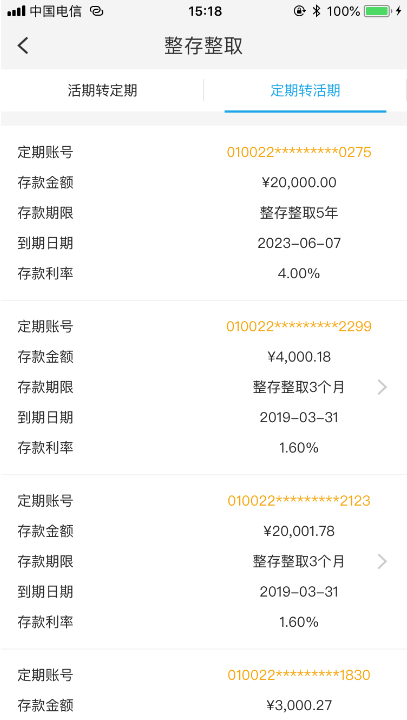 中国电信 15:18 100%
整存整取
活期转定期 定期转活期
定期账号 010022*********0275
存款金额 ¥20,000.00
存款期限 整存整取5年
到期日期 2023-06-07
存款利率 4.00%
定期账号 010022*********2299
存款金额 ¥4,000.18
存款期限 整存整取3个月
到期日期 2019-03-31
存款利率 1.60%
定期账号 010022*********2123
存款金额 ¥20,001.78
存款期限 整存整取3个月
到期日期 2019-03-31
存款利率 1.60%
定期账号 010022*********1830
存款金额 ¥3,000.27